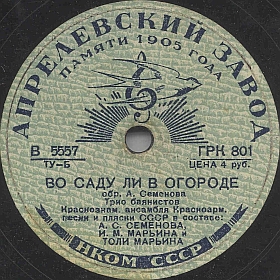 АПРЕЛЕВСКИЙ ЗАВОД
ПАМЯТИ 1905 ГОДА
В 5557 ГРК 801
ТУ-Б ЦЕНА 4 руб.
ВО САДУ ЛИ В ОГОРОДЕ
обр. А. Семенова
Трио баянистов
Краснознам. ансамбля Красноарм.
песни и пляски СССР в составе:
А. С. СЕМЕНОВА,
И. М. МАРЬИНА и
ТОЛИ МАРЬИНА
НКОМ СССР